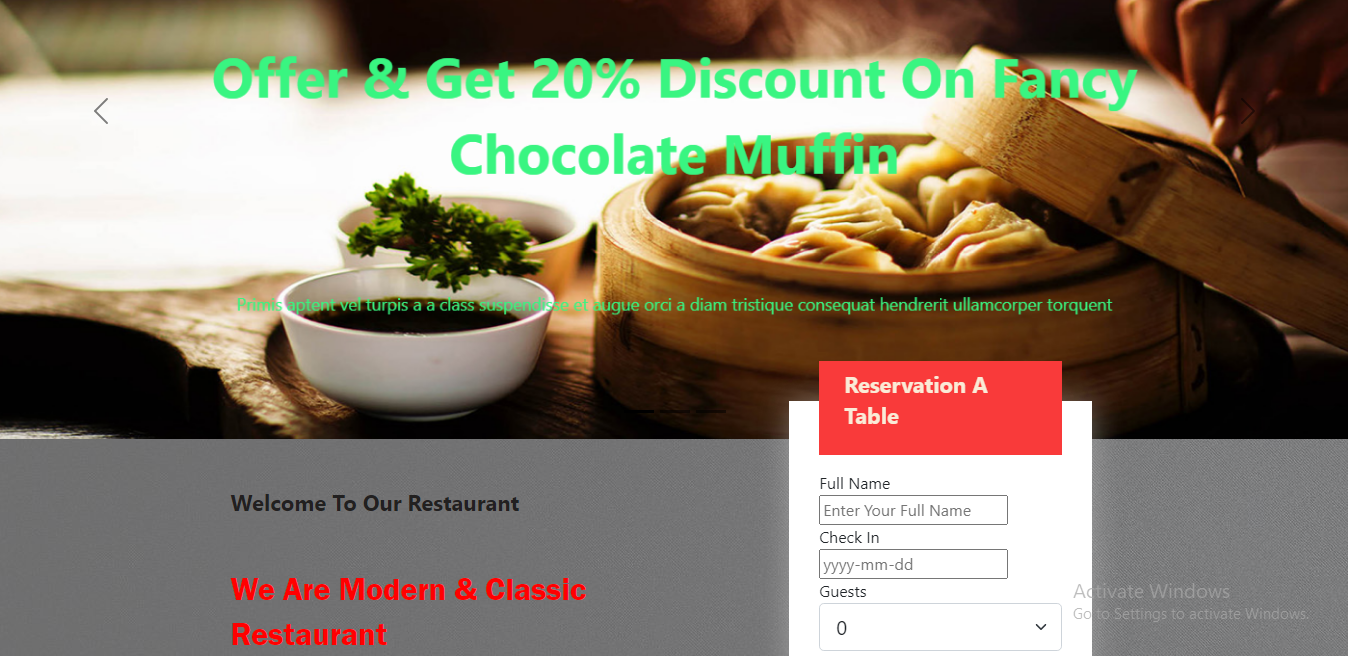 Offer & Get 20% Discount On Fancy
Chocolate Muffin
Primis aptent vel turpis a a class suspendisse et augue orci a diam tristique consequat hendrerit ullamcorper torquent
Reservation A
Table
Full Name
Enter Your Full Name
Check In
yyyy-mm-dd
Guests
0
Welcome To Our Restaurant
We Are Modern & Classic
Restaurant
Activate Windows
Go to Settings to activate Windows.